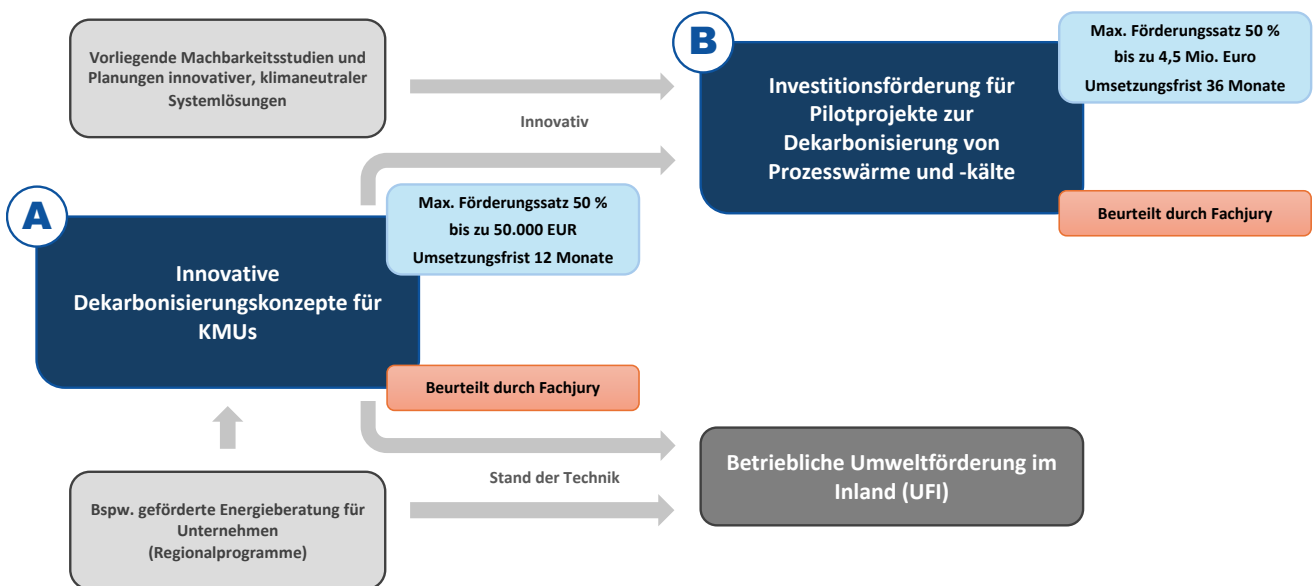 Vorliegende Machbarkeitsstudien und
Planungen innovativer, klimaneutraler
Systemlösungen
Innovativ
B
Investitionsförderung für
Pilotprojekte zur
Dekarbonisierung von
Prozesswärme und -kälte
Max. Förderungssatz 50 %
bis zu 4,5 Mio. Euro
Umsetzungsfrist 36 Monate
Beurteilt durch Fachjury
A
Innovative
Dekarbonisierungskonzepte für
KMUs
Max. Förderungssatz 50 %
bis zu 50.000 EUR
Umsetzungsfrist 12 Monate
Beurteilt durch Fachjury
Bspw. geförderte Energieberatung für
Unternehmen
(Regionalprogramme)
Stand der Technik
Betriebliche Umweltförderung im
Inland (UFI)